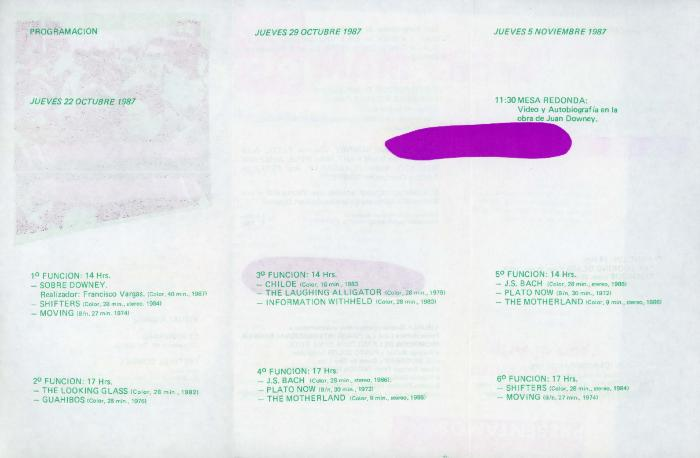 PROGRAMACIÓN
JUEVES 22 OCTUBRE 1987
1º FUNCION: 14 Hrs.
— SOBRE DOWNEY.
Realizador: Francisco Vargas. (Color, 40 min., 1987)
— SHIFTERS (Color, 28 min., stereo, 1984)
— MOVING (B/n, 27 min. 1974)
2º FUNCION: 17 Hrs.
— THE LOOKING GLASS (Color, 28 min., 1982)
— GUAHIBOS (Color, 26 min., 1976)
JUEVES 29 OCTUBRE 1987
3º FUNCION: 14 Hrs.
— CHILOE (Color, 18 min., 1983
— THE LAUGHING ALLIGATOR (Color, 28 min., 1978)
— INFORMATION WITHHELD (Color, 28 min., 1983)
4º FUNCION: 17 Hrs.
— J.S. BACH (Color, 28 min., stereo, 1986).
— PLATO NOW (B/n, 30 min., 1972)
— THE MOTHERLAND (Color, 9 min., stereo, 1986)
JUEVES 5 NOVIEMBRE 1987
11:30 MESA REDONDA:
Video y Autobiografía en la
obra de Juan Downey.
5º FUNCION: 14 Hrs.
— J.S. BACH (Color, 28 min., stereo, 1986)
— PLATO NOW (B/n, 30 min., 1972)
— THE MOTHERLAND (Color, 9 min., stereo, 1986)
6º FUNCION: 17 Hrs.
— SHIFTERS (Color, 28 min., stereo, 1984)
— MOVING (B/n, 27 min., 1974)